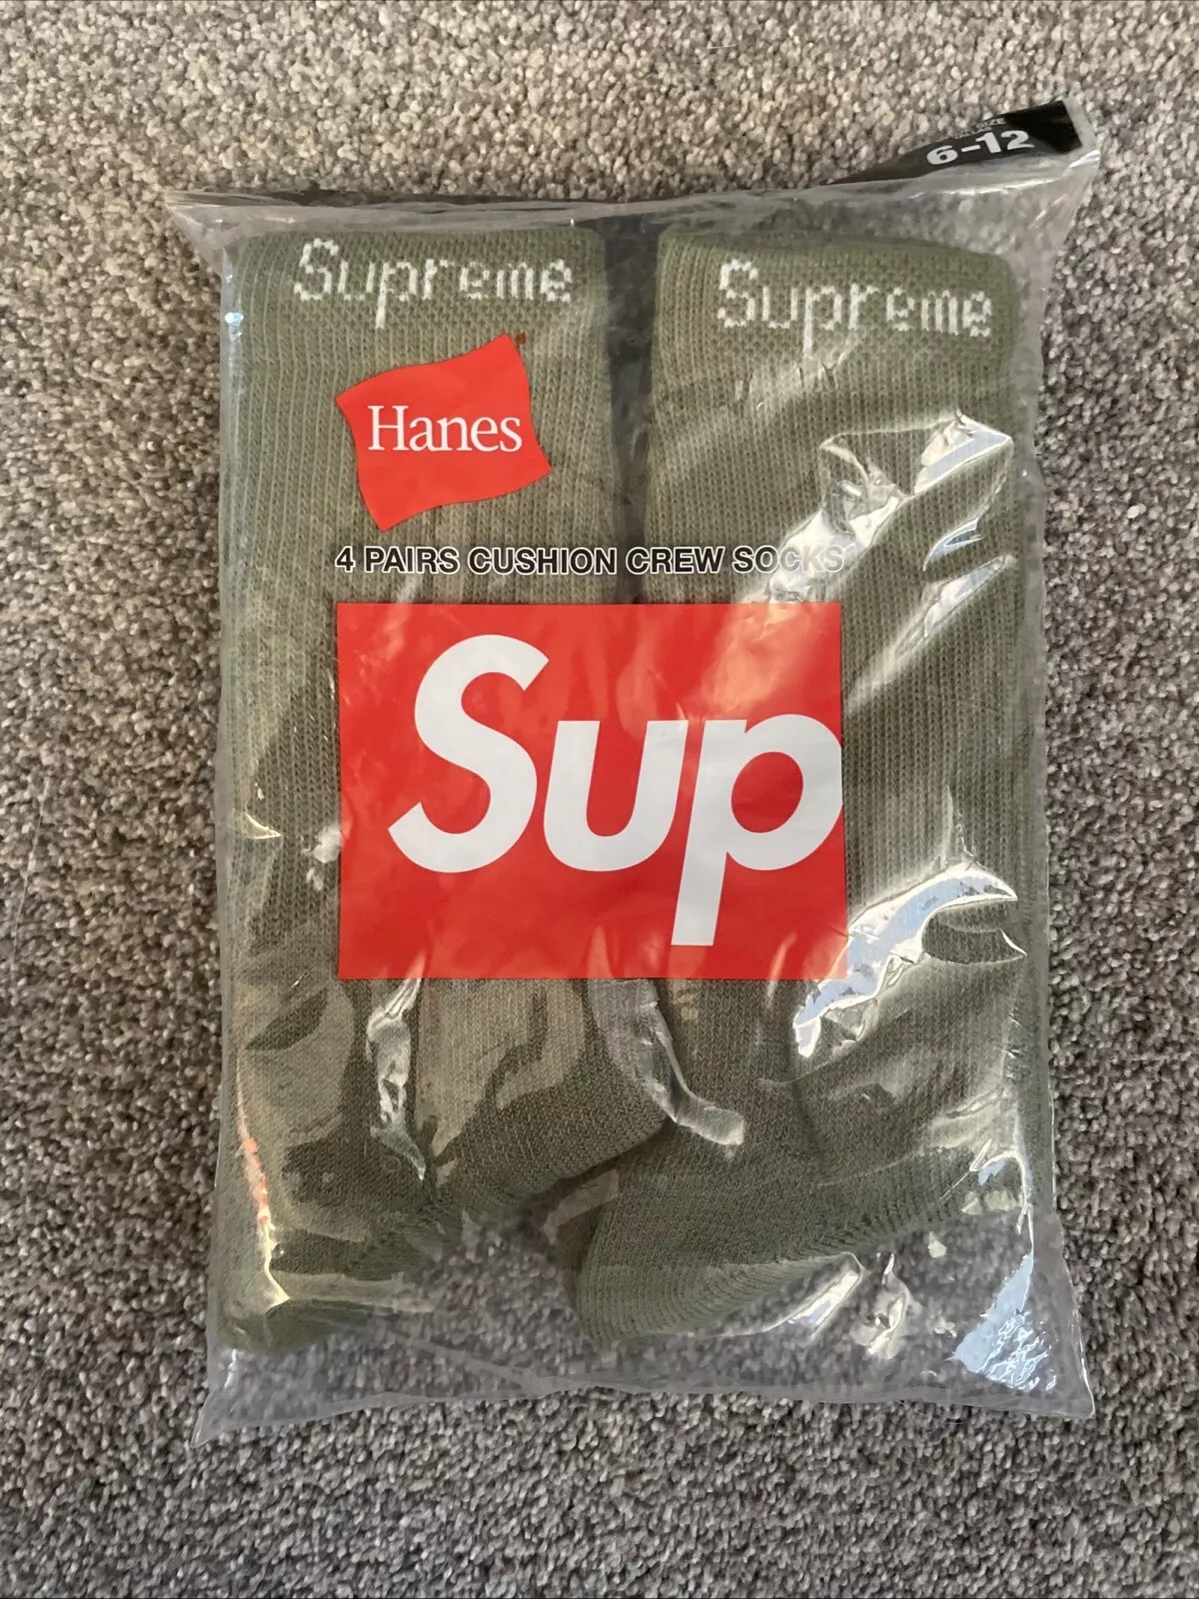 6-12
Supreme
Supreme
Hanes
4 PAIRS CUSHION CREW SOCKS
Sup